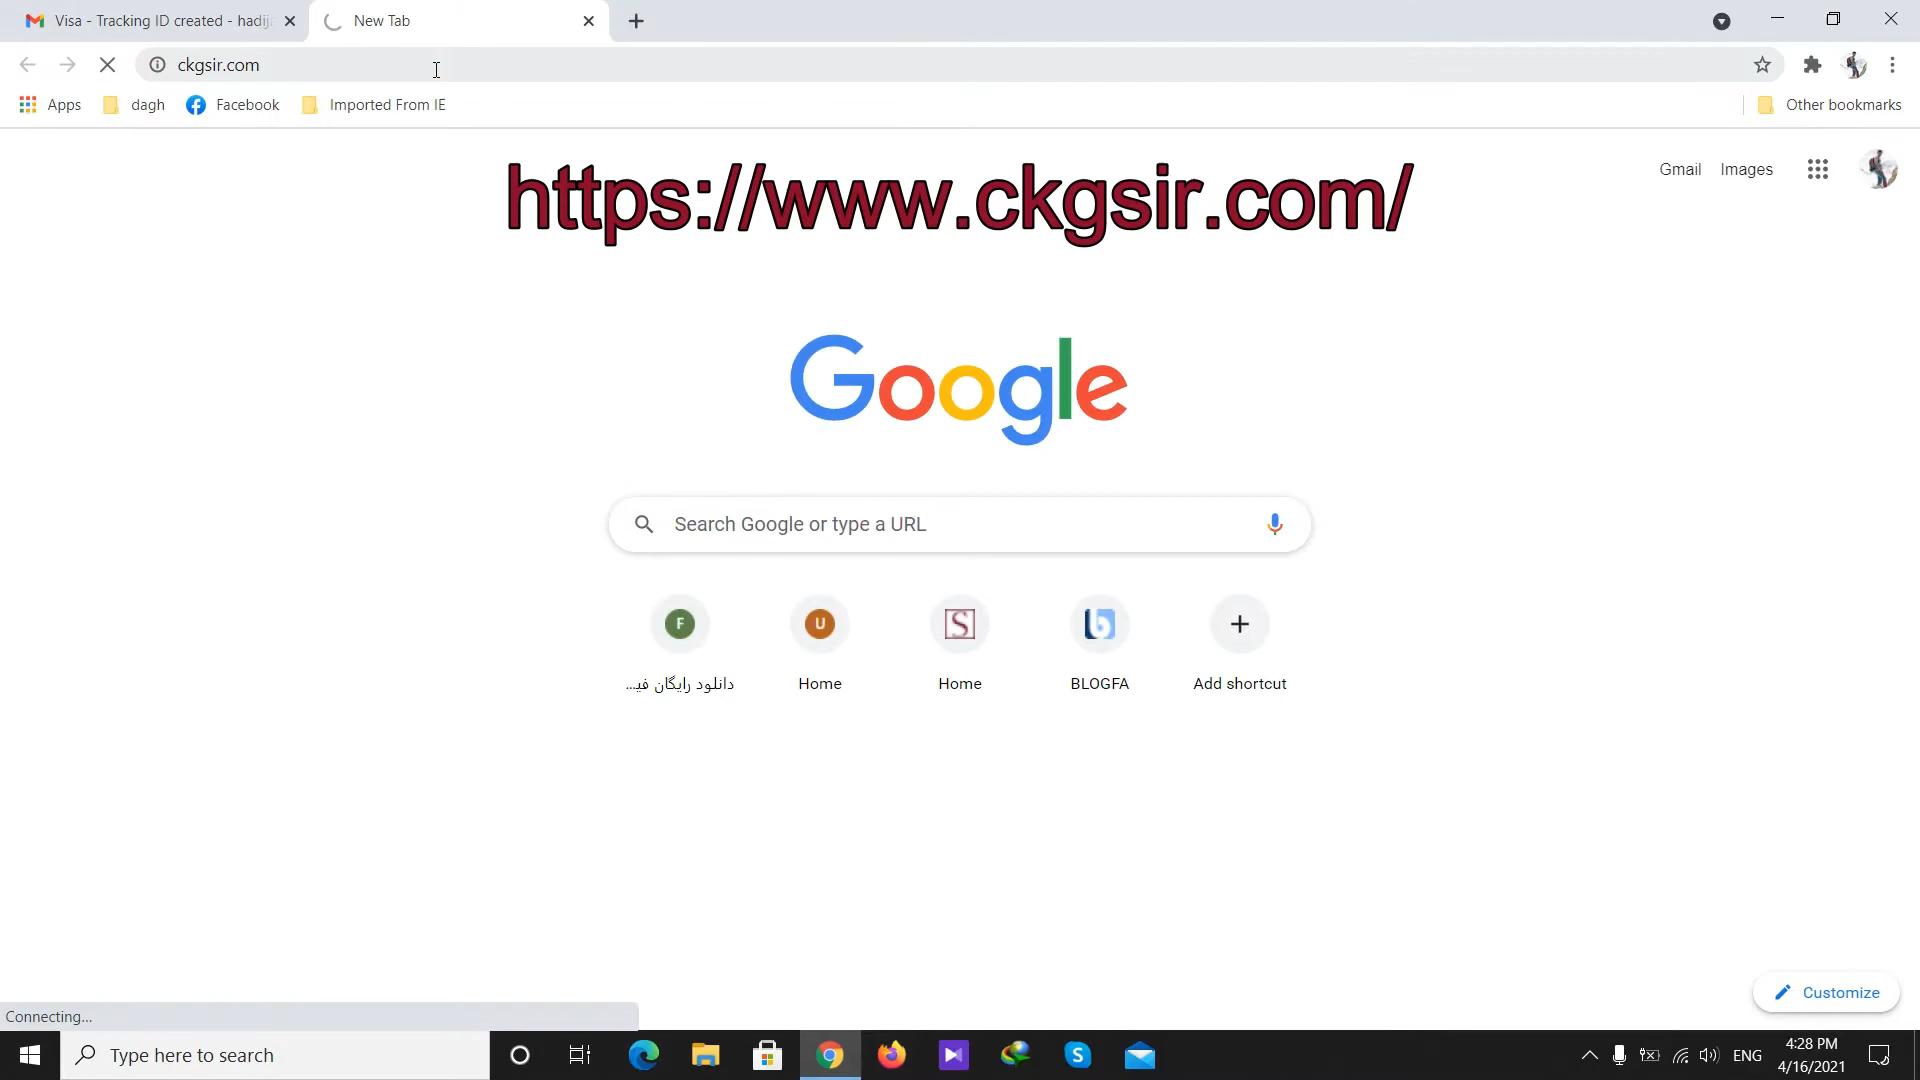 Visa - Tracking ID created - hadij
New Tab
ckgsir.com
Apps
dagh
Facebook
Imported From IE
Other bookmarks
https://www.ckgsir.com/
Gmail
Images
Google
Search Google or type a URL
F
U
S
b
دانلود رایگان فی...
Home
Home
BLOGFA
Add shortcut
Customize
Connecting...
Type here to search
S
ENG
4:28 PM
4/16/2021